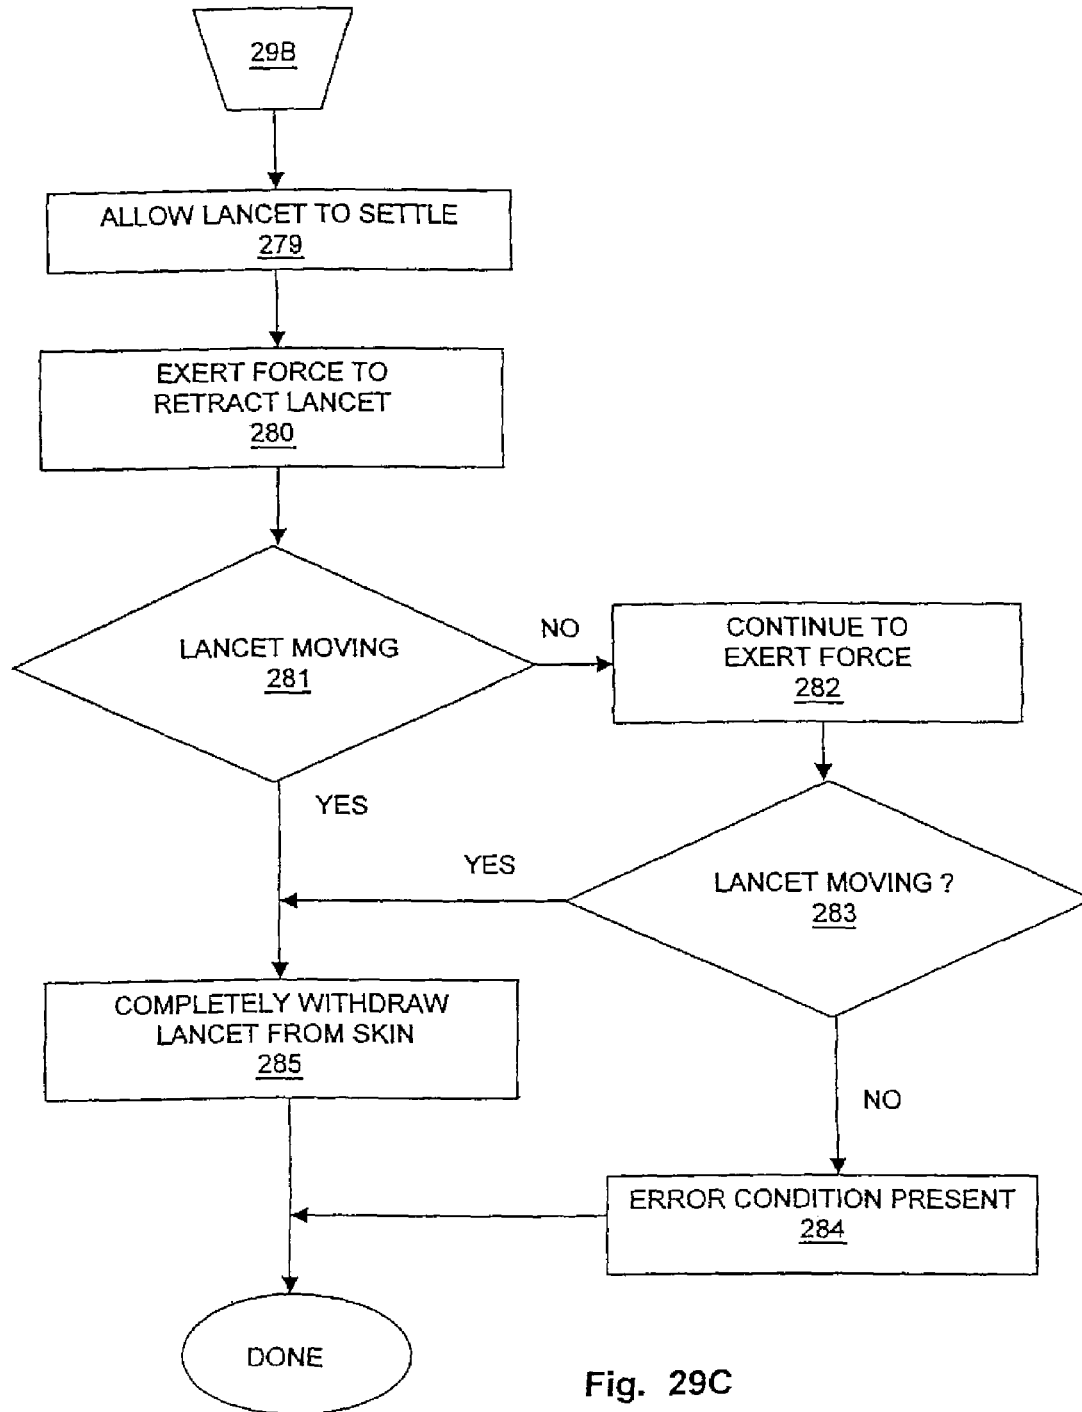 29B
ALLOW LANCET TO SETTLE
279
EXERT FORCE TO
RETRACT LANCET
280
LANCET MOVING
281
NO
CONTINUE TO
EXERT FORCE
282
YES
YES
LANCET MOVING ?
283
COMPLETELY WITHDRAW
LANCET FROM SKIN
285
NO
ERROR CONDITION PRESENT
284
DONE
Fig. 29C